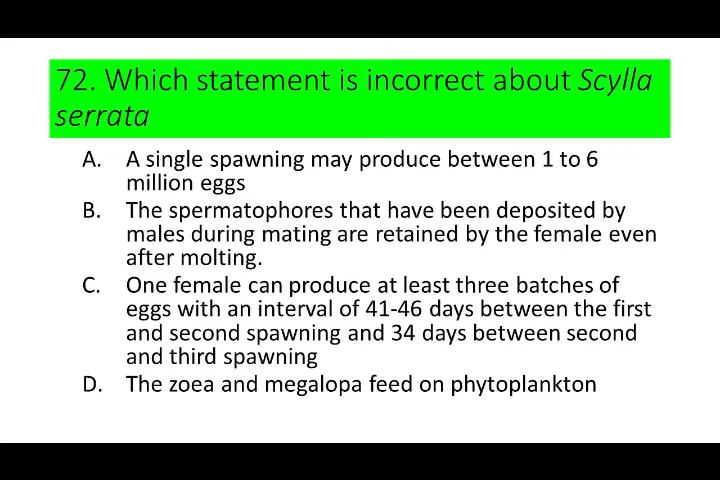 72. Which statement is incorrect about Scylla
serrata
A. A single spawning may produce between 1 to 6
million eggs
B. The spermatophores that have been deposited by
males during mating are retained by the female even
after molting.
C. One female can produce at least three batches of
eggs with an interval of 41-46 days between the first
and second spawning and 34 days between second
and third spawning
D. The zoea and megalopa feed on phytoplankton